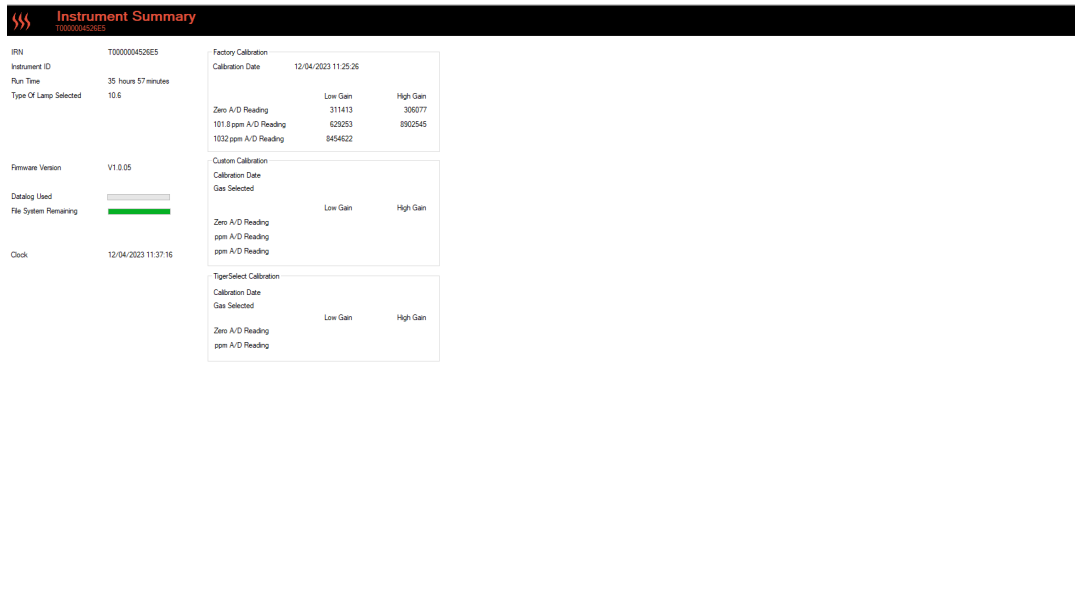 Instrument Summary
T0000004526E5
IRN T0000004526E5
Instrument ID
Run Time 35 hours 57 minutes
Type Of Lamp Selected 10.6
Firmware Version V1.0.05
Datalog Used
File System Remaining
Clock 12/04/2023 11:37:16
Factory Calibration
Calibration Date 12/04/2023 11:25:26
Low Gain High Gain
Zero A/D Reading 311413 306077
101.8 ppm A/D Reading 629253 8902545
1032 ppm A/D Reading 8454622
Custom Calibration
Calibration Date
Gas Selected
Low Gain High Gain
Zero A/D Reading
ppm A/D Reading
ppm A/D Reading
TigerSelect Calibration
Calibration Date
Gas Selected
Low Gain High Gain
Zero A/D Reading
ppm A/D Reading